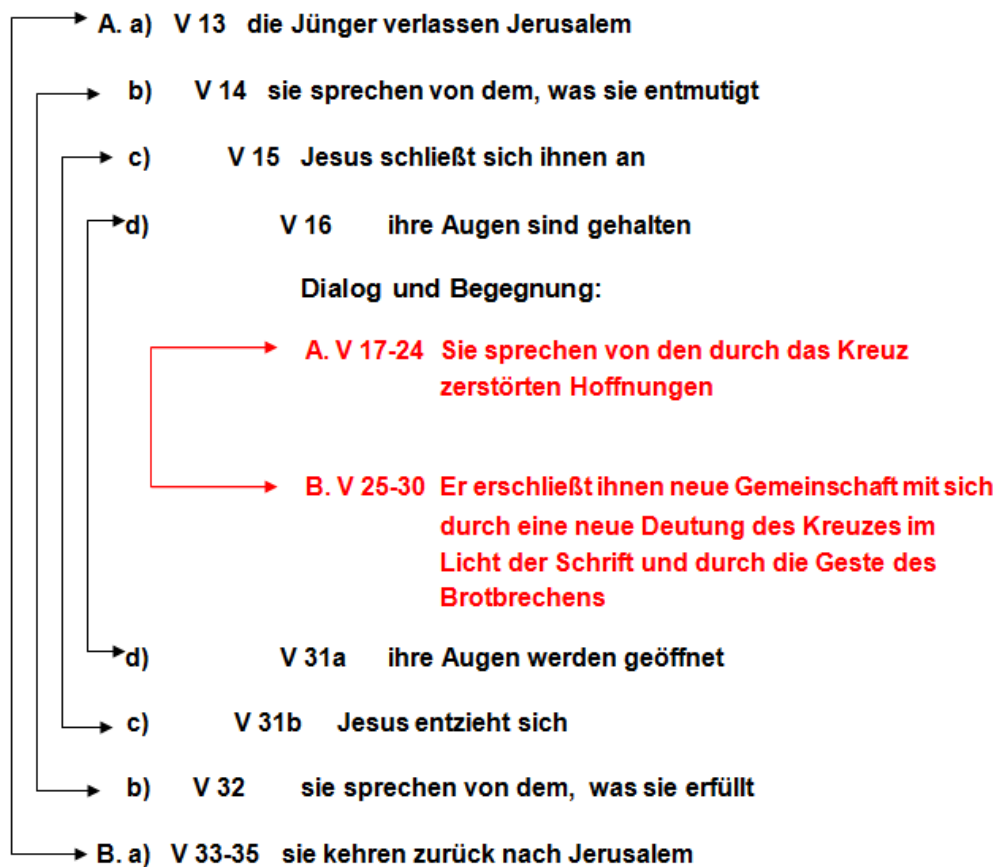 A. a) V 13 die Jünger verlassen Jerusalem
b) V 14 sie sprechen von dem, was sie entmutigt
c) V 15 Jesus schließt sich ihnen an
d) V 16 ihre Augen sind gehalten
Dialog und Begegnung:
A. V 17-24 Sie sprechen von den durch das Kreuz
zerstörten Hoffnungen
B. V 25-30 Er erschließt ihnen neue Gemeinschaft mit sich
durch eine neue Deutung des Kreuzes im
Licht der Schrift und durch die Geste des
Brotbrechens
d) V 31a ihre Augen werden geöffnet
c) V 31b Jesus entzieht sich
b) V 32 sie sprechen von dem, was sie erfüllt
B. a) V 33-35 sie kehren zurück nach Jerusalem